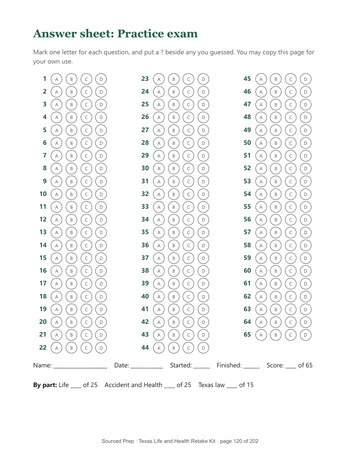 Answer sheet: Practice exam
Mark one letter for each question, and put a ? beside any you guessed. You may copy this page for
your own use.
1 A B C D 23 A B C D 45 A B C D
2 A B C D 24 A B C D 46 A B C D
3 A B C D 25 A B C D 47 A B C D
4 A B C D 26 A B C D 48 A B C D
5 A B C D 27 A B C D 49 A B C D
6 A B C D 28 A B C D 50 A B C D
7 A B C D 29 A B C D 51 A B C D
8 A B C D 30 A B C D 52 A B C D
9 A B C D 31 A B C D 53 A B C D
10 A B C D 32 A B C D 54 A B C D
11 A B C D 33 A B C D 55 A B C D
12 A B C D 34 A B C D 56 A B C D
13 A B C D 35 A B C D 57 A B C D
14 A B C D 36 A B C D 58 A B C D
15 A B C D 37 A B C D 59 A B C D
16 A B C D 38 A B C D 60 A B C D
17 A B C D 39 A B C D 61 A B C D
18 A B C D 40 A B C D 62 A B C D
19 A B C D 41 A B C D 63 A B C D
20 A B C D 42 A B C D 64 A B C D
21 A B C D 43 A B C D 65 A B C D
22 A B C D 44 A B C D
Name: ________________ Date: __________ Started: _____ Finished: _____ Score: ___ of 65
By part: Life ___ of 25 Accident and Health ___ of 25 Texas law ___ of 15
Sourced Prep · Texas Life and Health Retake Kit · page 120 of 202